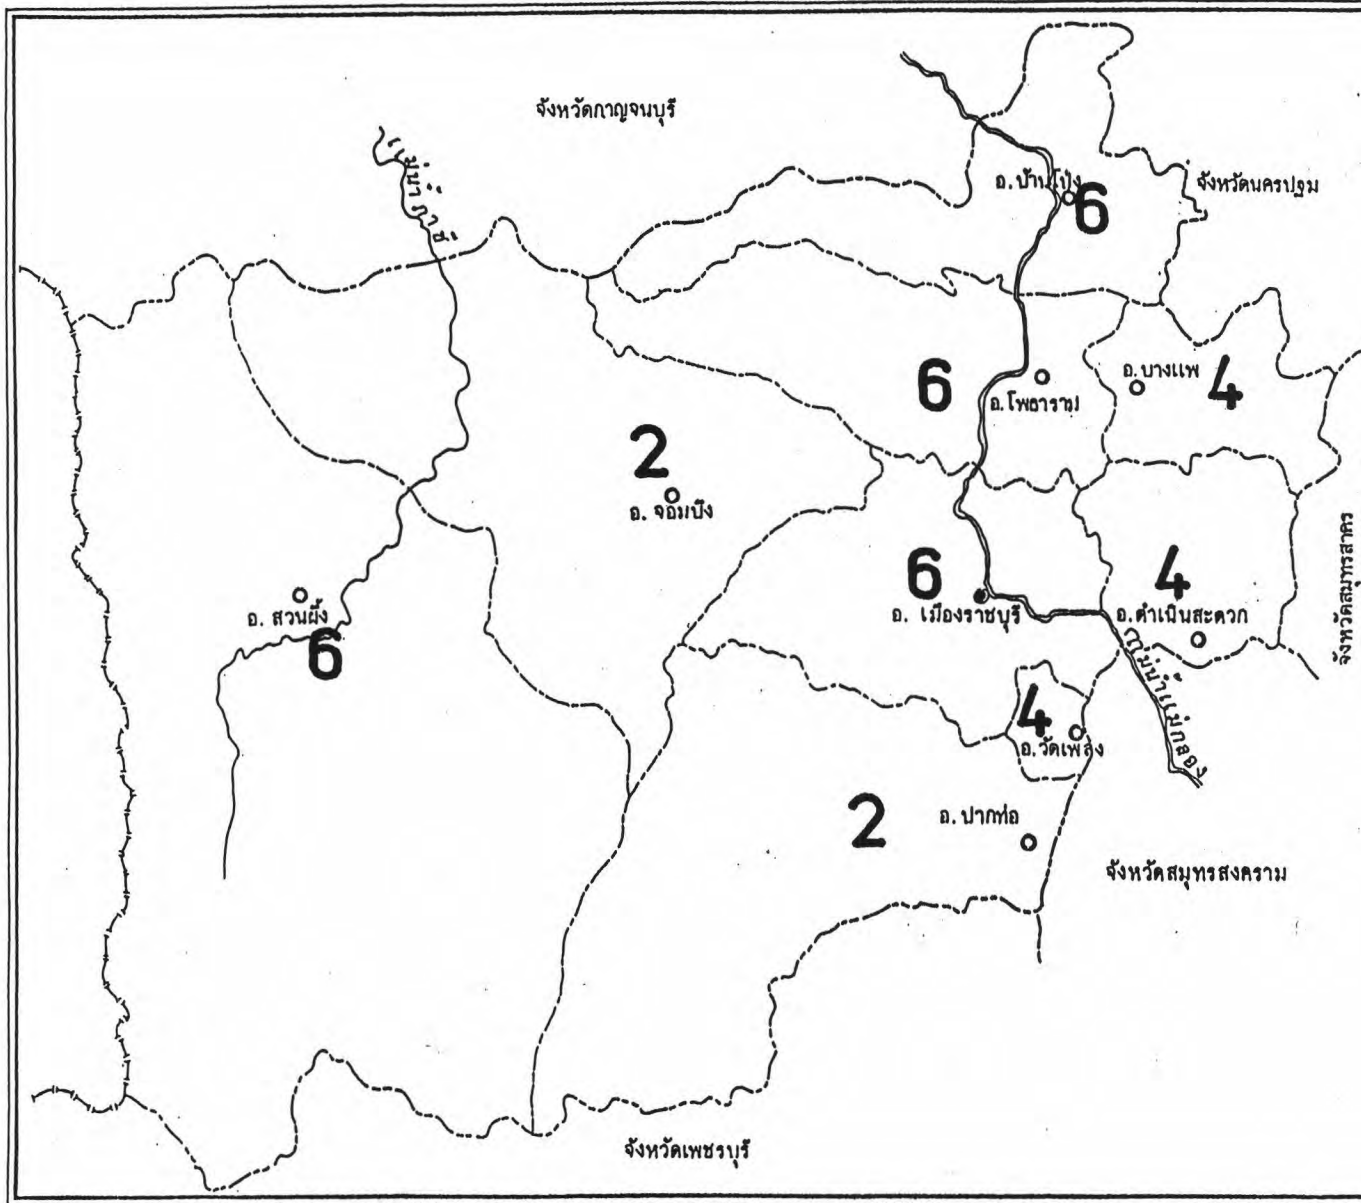 จังหวัดกาญจนบุรี
แม่น้ำภาชี
อ.บ้านโป่ง
6
จังหวัดนครปฐม
6
อ.โพธาราม
อ.บางแพ
4
2
อ. จอมบึง
6
อ. เมืองราชบุรี
4
อ.ดำเนินสะดวก
จังหวัดสมุทรสาคร
อ. สวนผึ้ง
6
แม่น้ำแม่กลอง
4
อ.วัดเพลง
2
อ. ปากท่อ
จังหวัดสมุทรสงคราม
จังหวัดเพชรบุรี